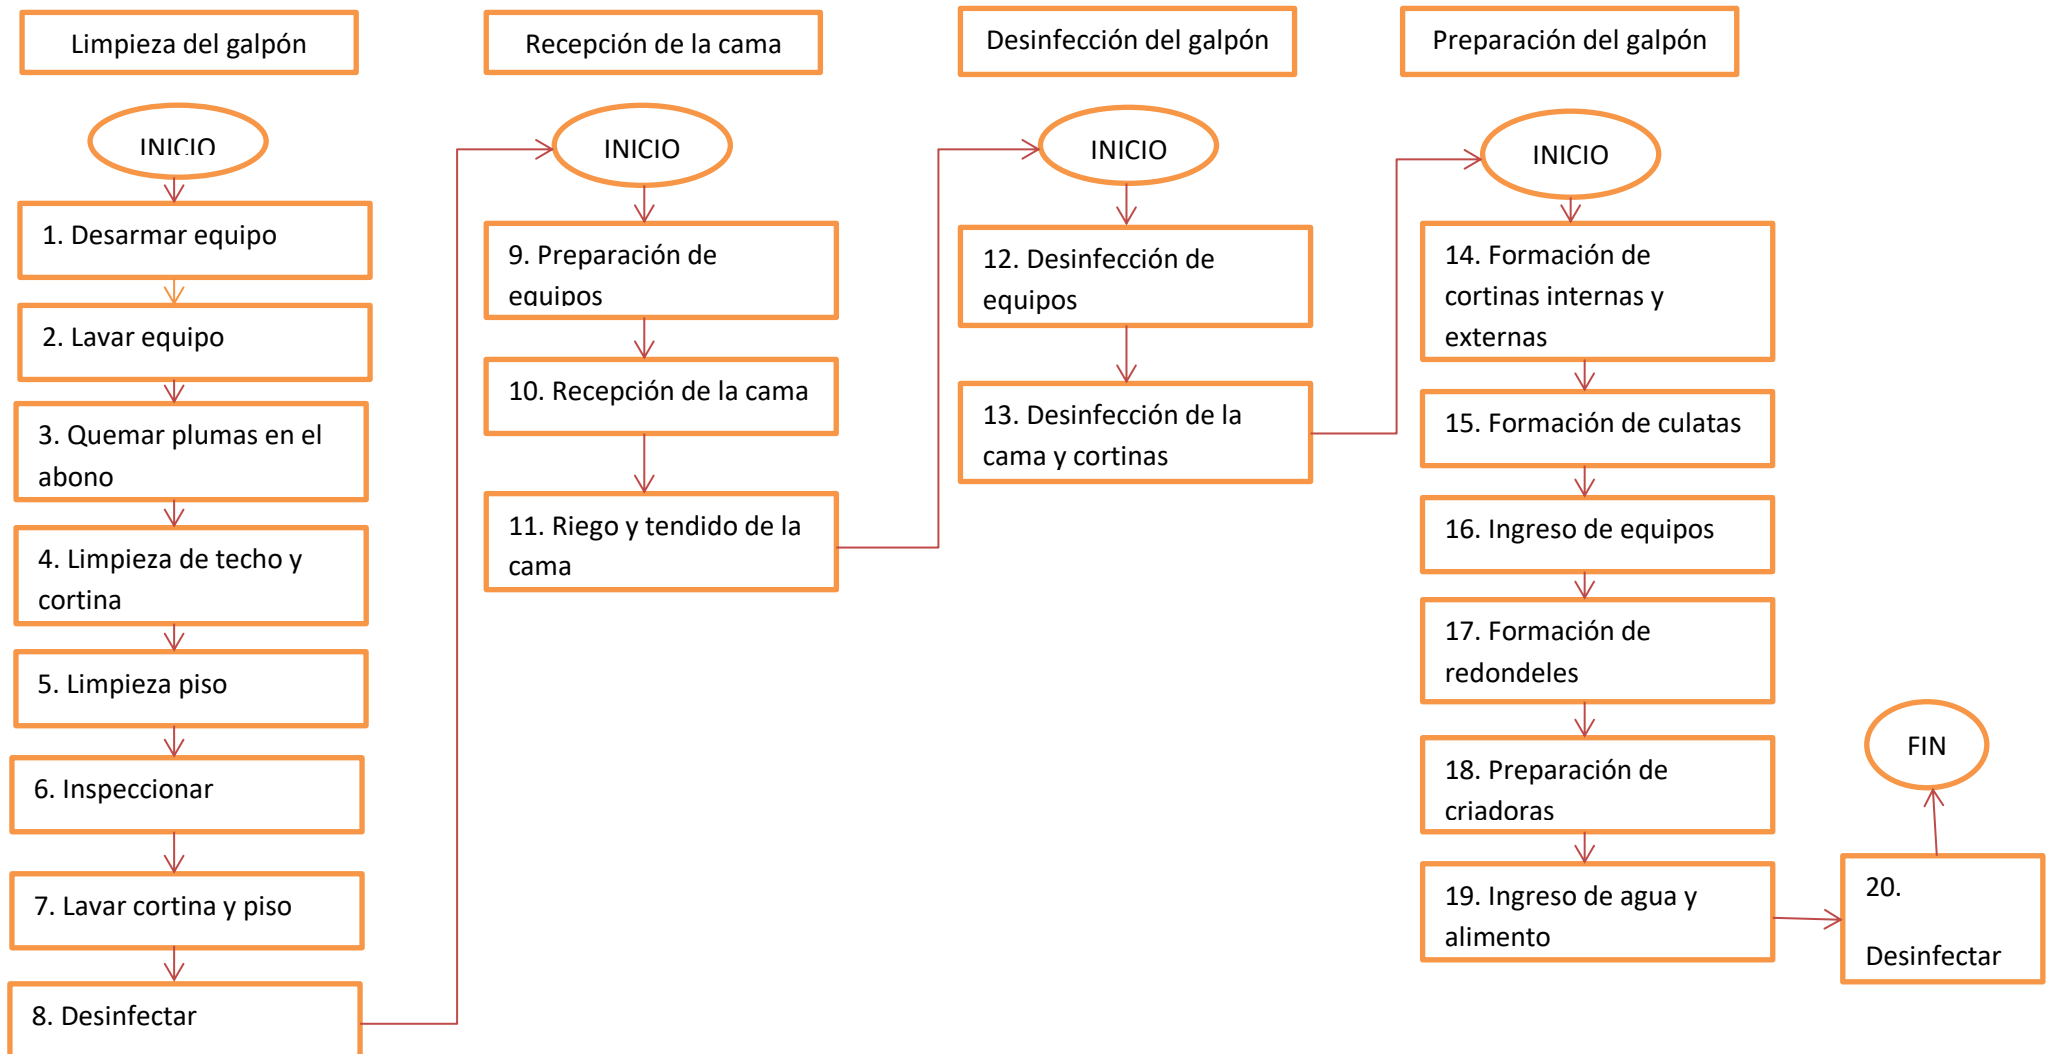 Limpieza del galpón
INICIO
1. Desarmar equipo
2. Lavar equipo
3. Quemar plumas en el
abono
4. Limpieza de techo y
cortina
5. Limpieza piso
6. Inspeccionar
7. Lavar cortina y piso
8. Desinfectar
Recepción de la cama
INICIO
9. Preparación de
equipos
10. Recepción de la cama
11. Riego y tendido de la
cama
Desinfección del galpón
INICIO
12. Desinfección de
equipos
13. Desinfección de la
cama y cortinas
Preparación del galpón
INICIO
14. Formación de
cortinas internas y
externas
15. Formación de culatas
16. Ingreso de equipos
17. Formación de
redondeles
18. Preparación de
criadoras
19. Ingreso de agua y
alimento
20.
Desinfectar
FIN